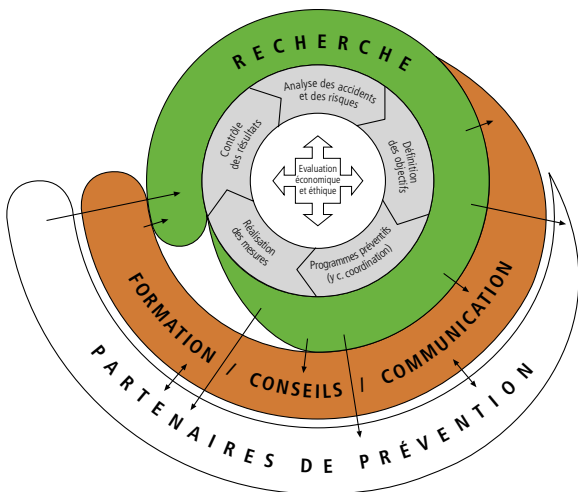 RECHERCHE
Analyse des accidents
et des risques
Définition
des objectifs
Programmes préventifs
(y c. coordination)
Réalisation
des mesures
Contrôle
des résultats
Evaluation
économique
et éthique
FORMATION / CONSEILS / COMMUNICATION
PARTENAIRES DE PRÉVENTION